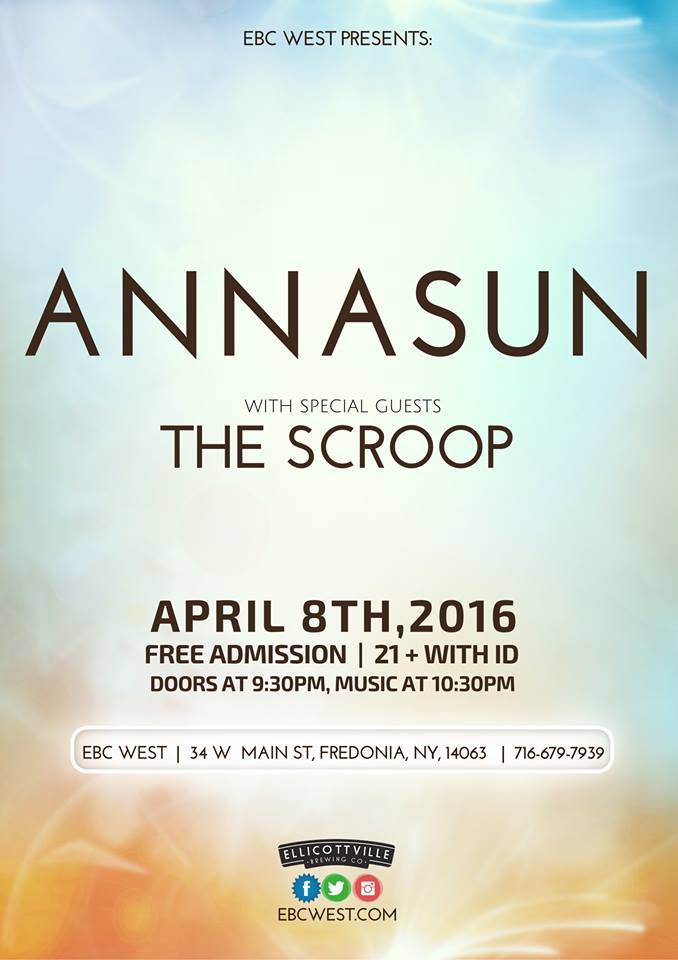 EBC WEST PRESENTS:
ANNASUN
WITH SPECIAL GUESTS
THE SCROOP
APRIL 8TH,2016
FREE ADMISSION | 21 + WITH ID
DOORS AT 9:30PM, MUSIC AT 10:30PM
EBC WEST | 34 W MAIN ST, FREDONIA, NY, 14063 | 716-679-7939
ELLICOTTVILLE
BREWING CO
EBCWEST.COM